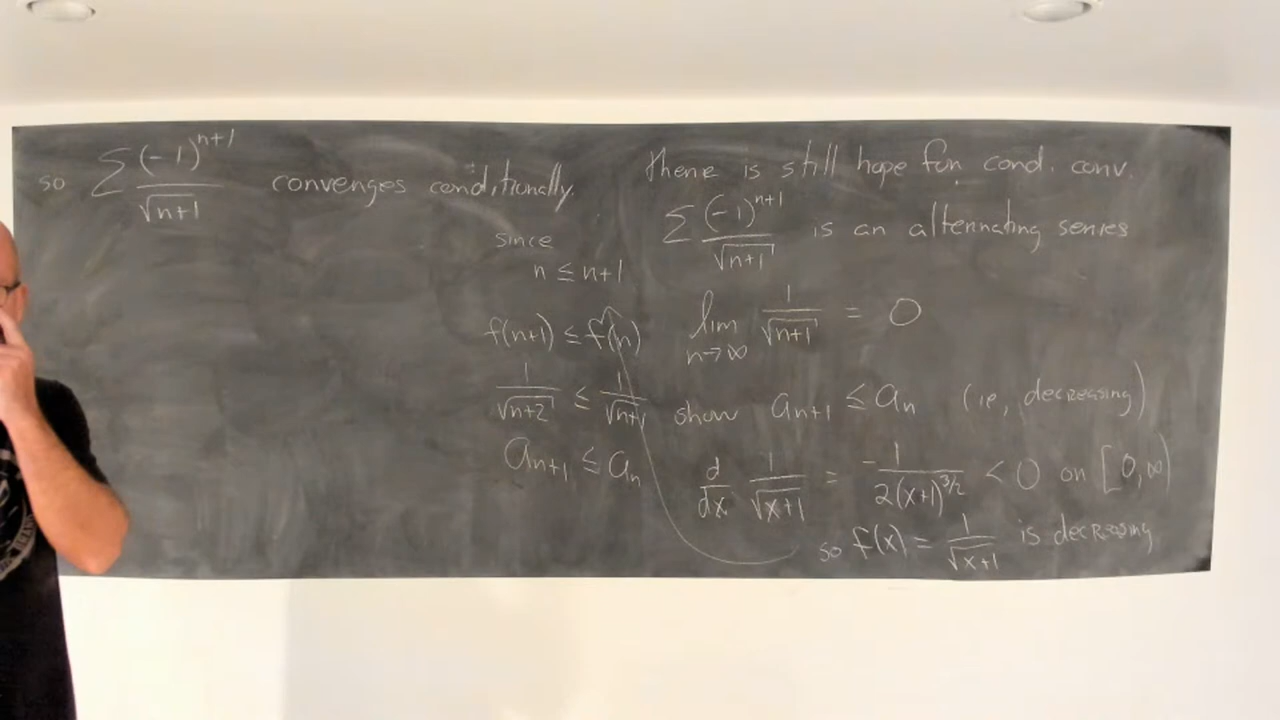 so ∑ (-1)^{n+1} / √(n+1) converges conditionally.
since
n ≤ n+1
f(n+1) ≤ f(n)
1/√(n+2) ≤ 1/√(n+1)
a_{n+1} ≤ a_n
there is still hope for cond. conv.
∑ (-1)^{n+1} / √(n+1) is an alternating series
lim_{n→∞} 1/√(n+1) = 0
show a_{n+1} ≤ a_n (ie, decreasing)
d/dx 1/√(x+1) = -1 / 2(x+1)^{3/2} < 0 on [0,∞)
so f(x) = 1/√(x+1) is decreasing